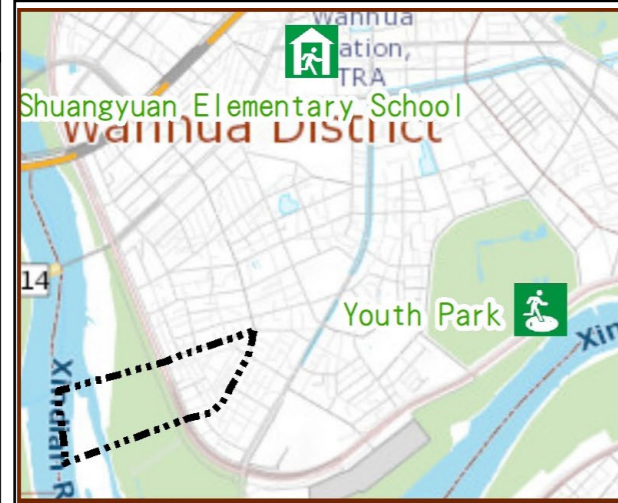 Wanhua
ation,
TRA
Shuangyuan Elementary School
Wanhua District
14
Youth Park
Xin
Xindian R